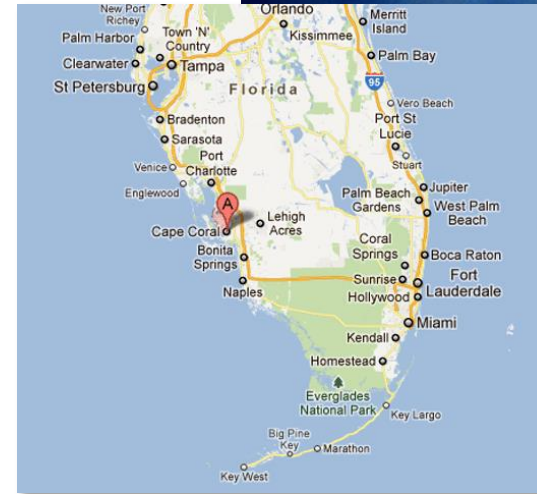 New Port
Richey
Orlando
Merritt
Island
Palm Harbor
Town 'N'
Country
Kissimmee
Clearwater
Tampa
Palm Bay
St Petersburg
Florida
95
Vero Beach
Bradenton
Port St
Lucie
Sarasota
Port
Charlotte
Venice
Stuart
Englewood
Jupiter
Palm Beach
Gardens
West Palm
Beach
A
Lehigh
Acres
Cape Coral
Coral
Springs
Bonita
Springs
Boca Raton
Sunrise
Fort
Lauderdale
Naples
Hollywood
Miami
Kendall
Homestead
Everglades
National Park
Key Largo
Big Pine
Key
Marathon
Key West